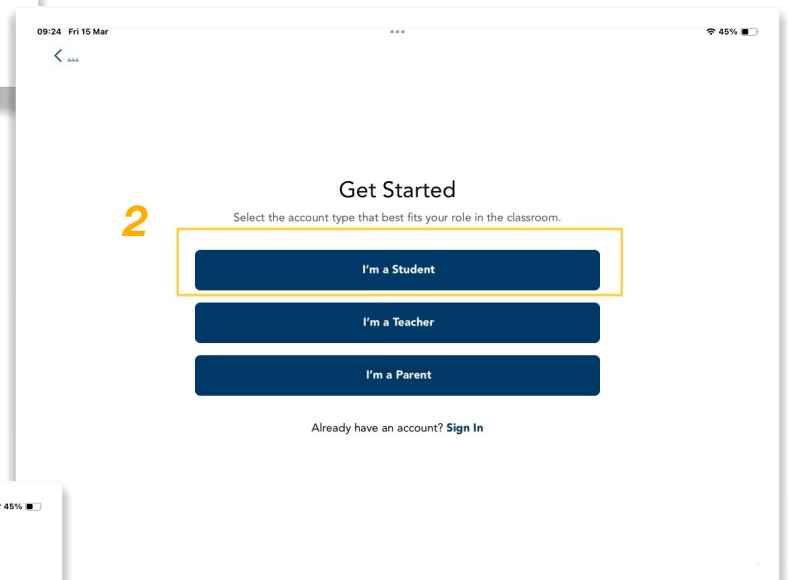 09:24 Fri 15 Mar
45%
...
Get Started
2
Select the account type that best fits your role in the classroom.
I'm a Student
I'm a Teacher
I'm a Parent
Already have an account? Sign In
45%